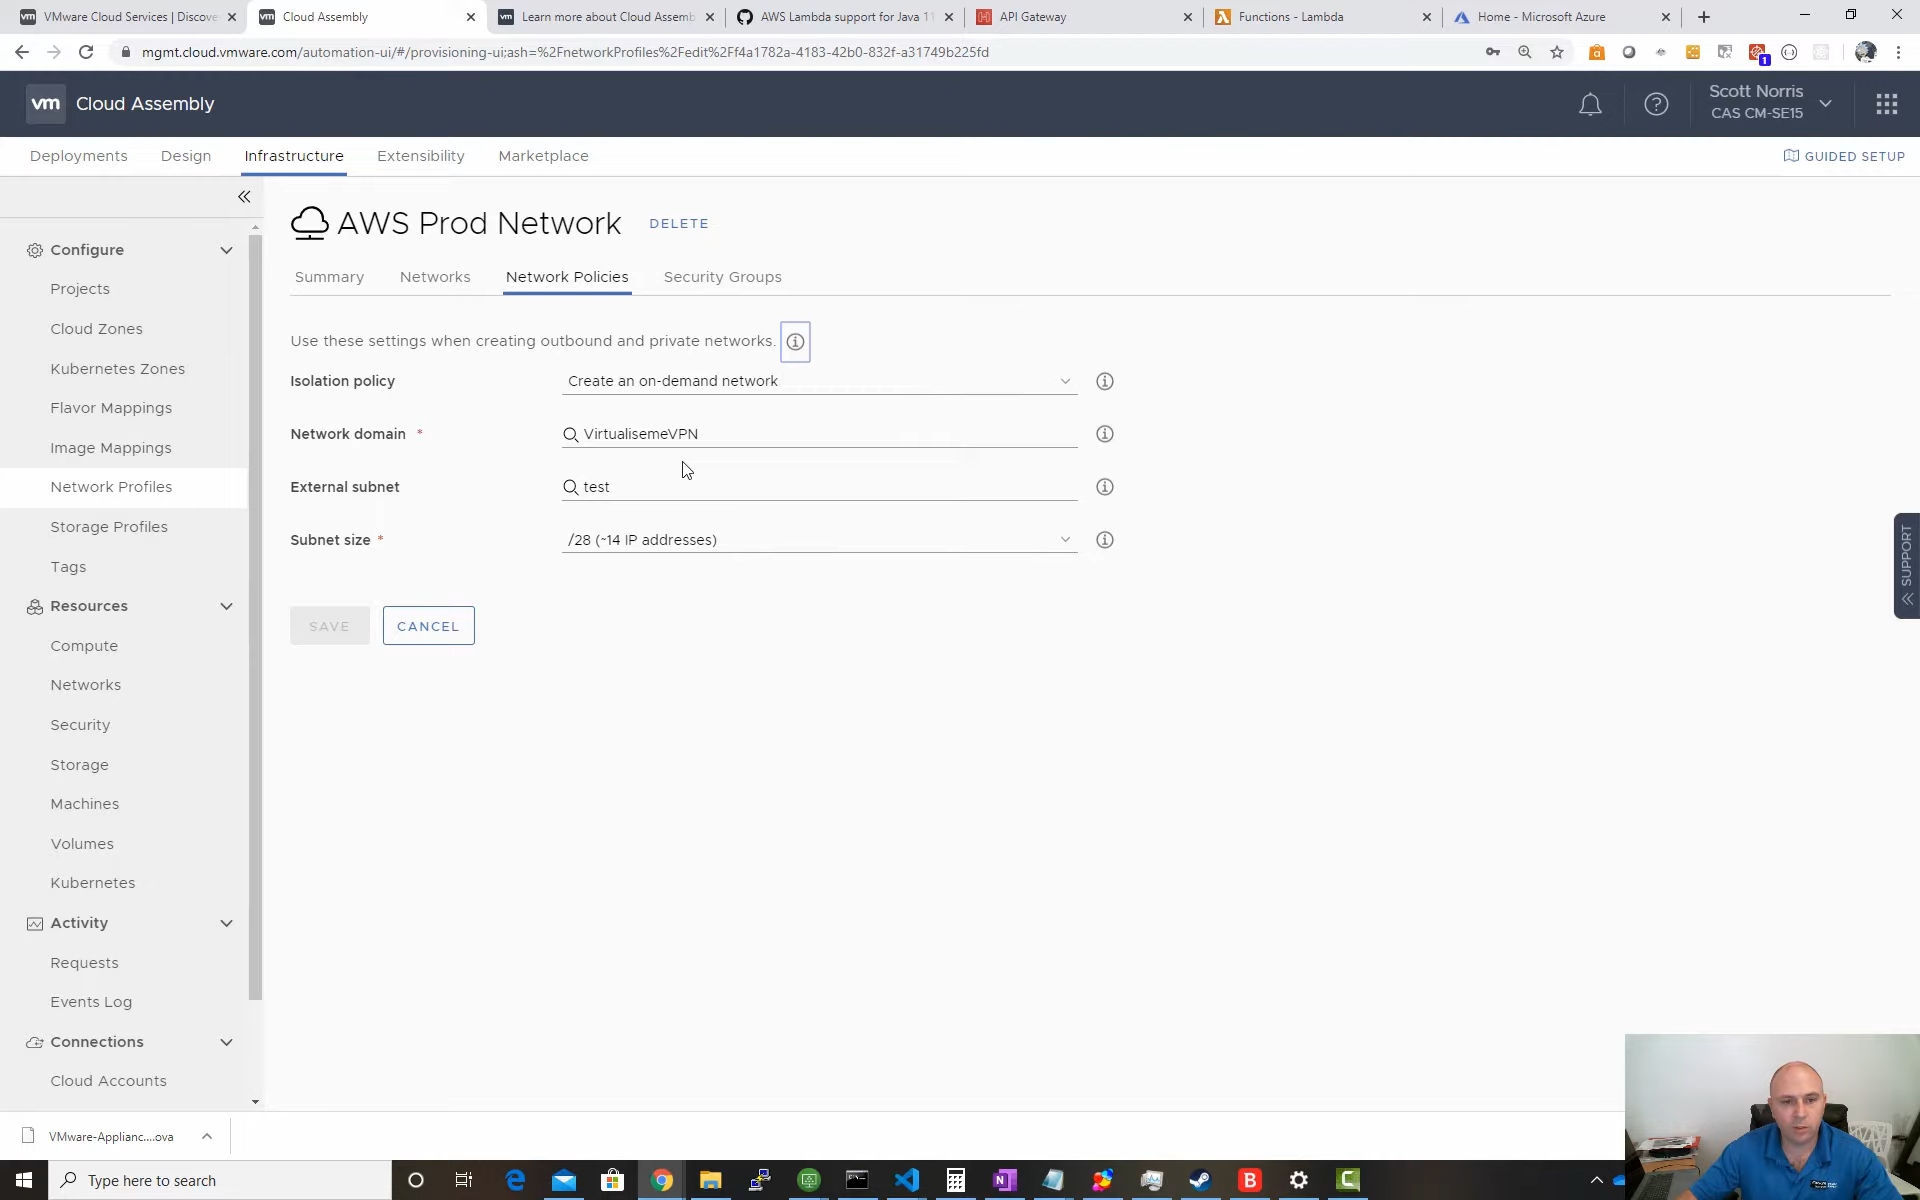 VMware Cloud Services | Discove
Cloud Assembly
Learn more about Cloud Assemb
AWS Lambda support for Java 11
API Gateway
Functions - Lambda
Home - Microsoft Azure
mgmt.cloud.vmware.com/automation-ui/#/provisioning-ui;ash=%2FnetworkProfiles%2Fedit%2Ff4a1782a-4183-42b0-832f-a31749b225fd
1
vm Cloud Assembly
Scott Norris
CAS CM-SE15
Deployments
Design
Infrastructure
Extensibility
Marketplace
GUIDED SETUP
Configure
Projects
Cloud Zones
Kubernetes Zones
Flavor Mappings
Image Mappings
Network Profiles
Storage Profiles
Tags
Resources
Compute
Networks
Security
Storage
Machines
Volumes
Kubernetes
Activity
Requests
Events Log
Connections
Cloud Accounts
AWS Prod Network
DELETE
Summary
Networks
Network Policies
Security Groups
Use these settings when creating outbound and private networks.
Isolation policy
Create an on-demand network
Network domain *
VirtualisemeVPN
External subnet
test
Subnet size *
/28 (~14 IP addresses)
SAVE
CANCEL
SUPPORT
VMware-Applianc....ova
Type here to search